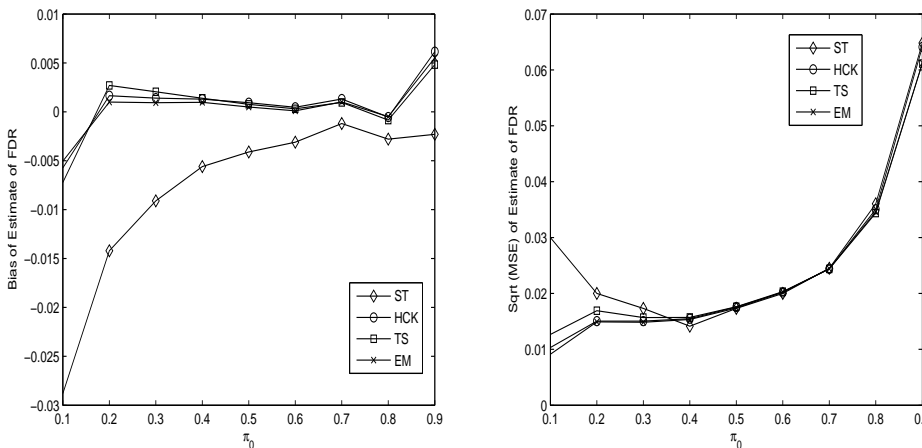 Bias of Estimate of FDR
0.01
0.005
0
−0.005
−0.01
−0.015
−0.02
−0.025
−0.03
0.1
0.2
0.3
0.4
0.5
0.6
0.7
0.8
0.9
π0
ST
HCK
TS
EM
Sqrt (MSE) of Estimate of FDR
0.07
0.06
0.05
0.04
0.03
0.02
0.01
0
0.1
0.2
0.3
0.4
0.5
0.6
0.7
0.8
π0
ST
HCK
TS
EM